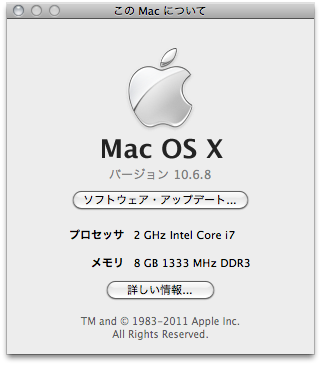 この Mac について
Mac OS X
バージョン 10.6.8
ソフトウェア・アップデート...
プロセッサ 2 GHz Intel Core i7
メモリ 8 GB 1333 MHz DDR3
詳しい情報...
TM and © 1983-2011 Apple Inc.
All Rights Reserved.